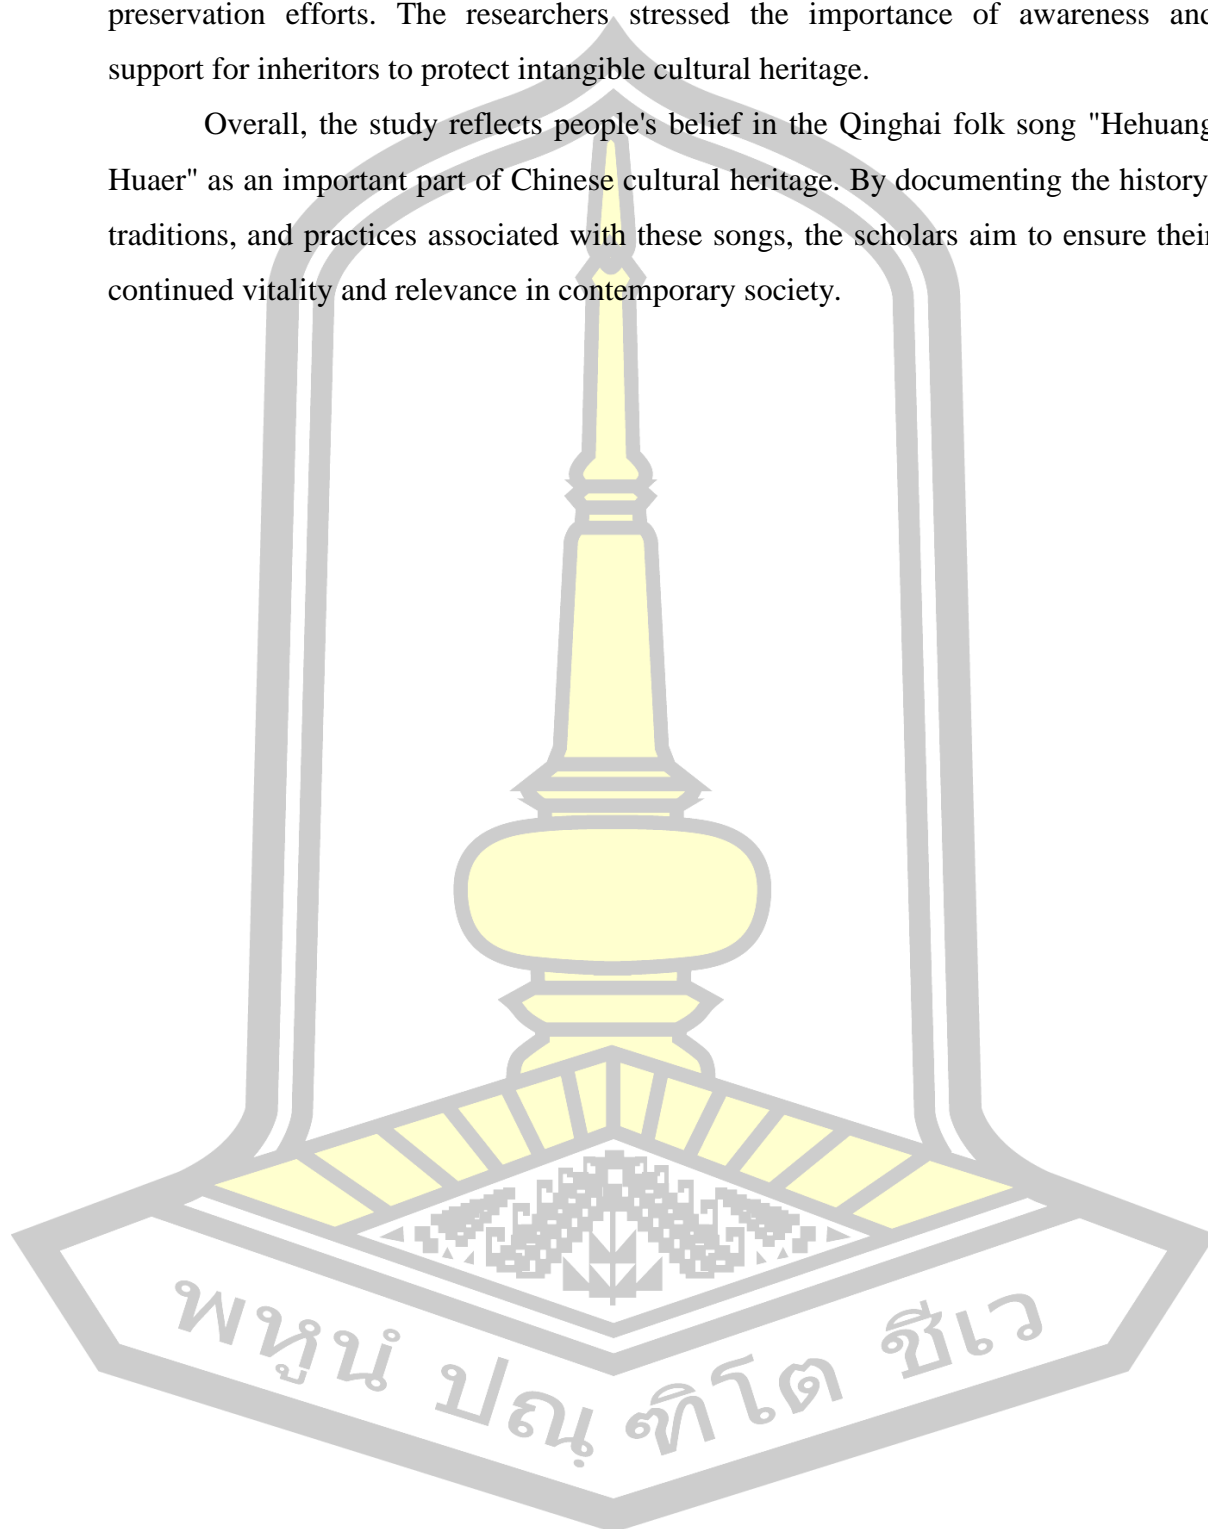 preservation efforts. The researchers stressed the importance of awareness and
support for inheritors to protect intangible cultural heritage.
Overall, the study reflects people's belief in the Qinghai folk song "Hehuang
Huaer" as an important part of Chinese cultural heritage. By documenting the history
traditions, and practices associated with these songs, the scholars aim to ensure their
continued vitality and relevance in contemporary society.
พหูนํ ปณฺฑิโต ชีเว